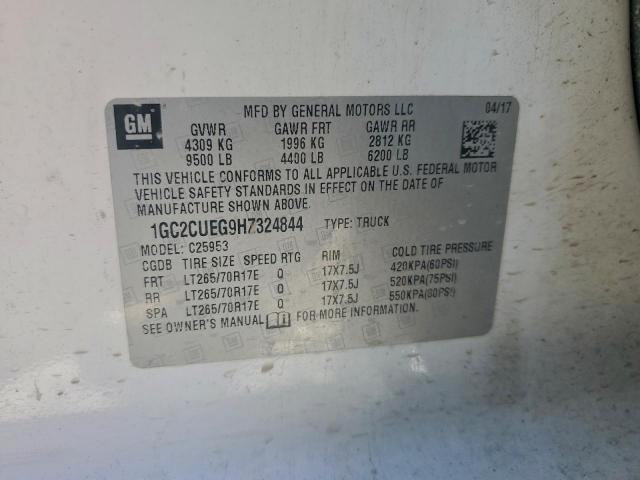 GM
MFD BY GENERAL MOTORS LLC 04/17
GVWR GAWR FRT GAWR RR
4309 KG 1996 KG 2812 KG
9500 LB 4400 LB 6200 LB
THIS VEHICLE CONFORMS TO ALL APPLICABLE U.S. FEDERAL MOTOR
VEHICLE SAFETY STANDARDS IN EFFECT ON THE DATE OF
MANUFACTURE SHOWN ABOVE.
1GC2CUEG9HZ324844 TYPE: TRUCK
MODEL: C25953
CGDB TIRE SIZE SPEED RTG RIM COLD TIRE PRESSURE
FRT LT265/70R17E Q 17X7.5J 420KPA(60PSI)
RR LT265/70R17E Q 17X7.5J 520KPA(75PSI)
SPA LT265/70R17E Q 17X7.5J 550KPA(80PSI)
SEE OWNER'S MANUAL FOR MORE INFORMATION.